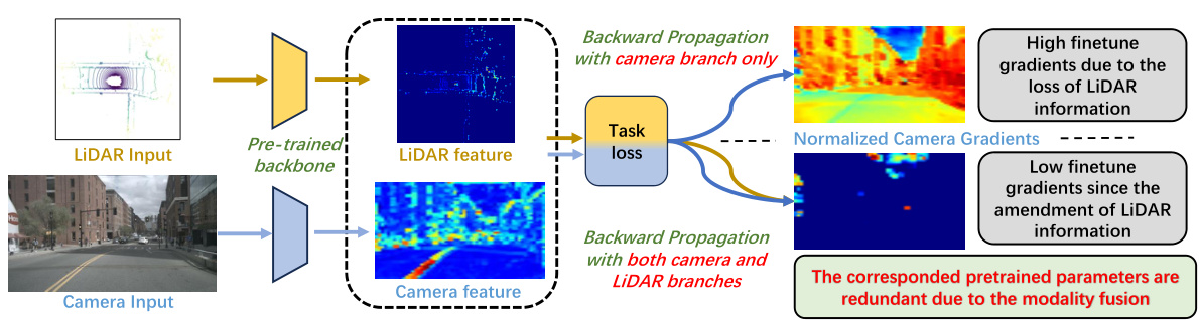 LiDAR Input
Camera Input
Pre-trained
backbone
LiDAR feature
Camera feature
Task
loss
Backward Propagation
with camera branch only
Backward Propagation
with both camera and
LiDAR branches
Normalized Camera Gradients
High finetune
gradients due to the
loss of LiDAR
information
Low finetune
gradients since the
amendment of LiDAR
information
The corresponded pretrained parameters are
redundant due to the modality fusion